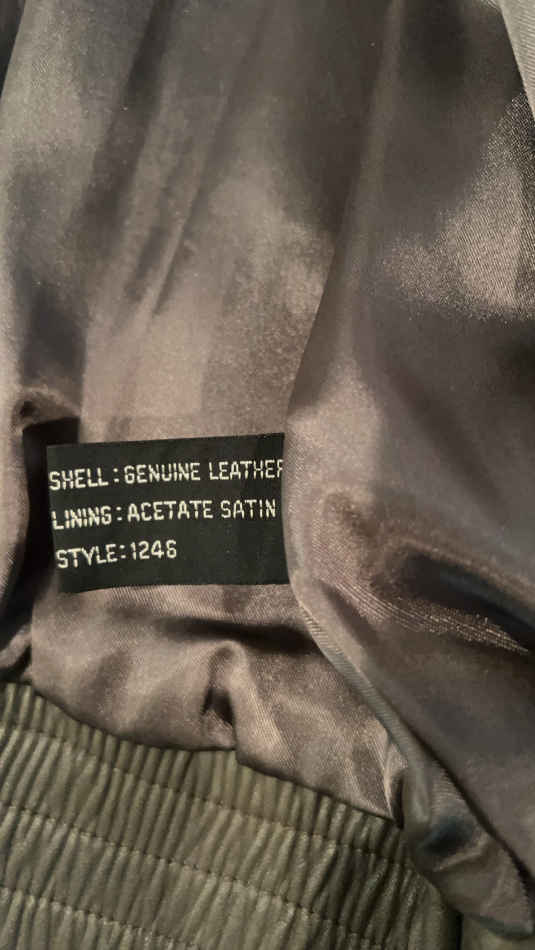 SHELL: GENUINE LEATHER
LINING: ACETATE SATIN
STYLE: 1246